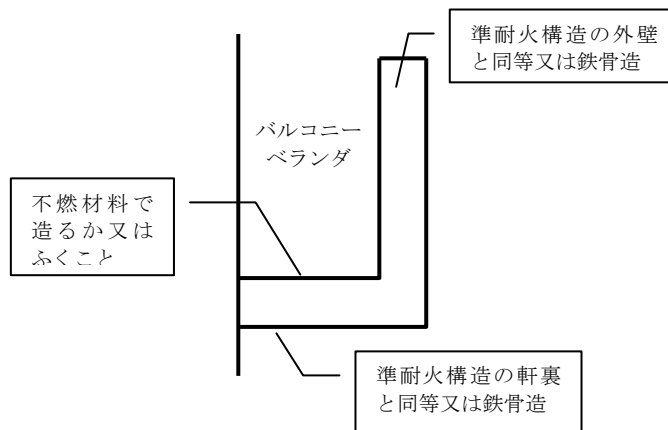 準耐火構造の外壁
と同等又は鉄骨造
バルコニー
ベランダ
不燃材料で
造るか又は
ふくこと
準耐火構造の軒裏
と同等又は鉄骨造